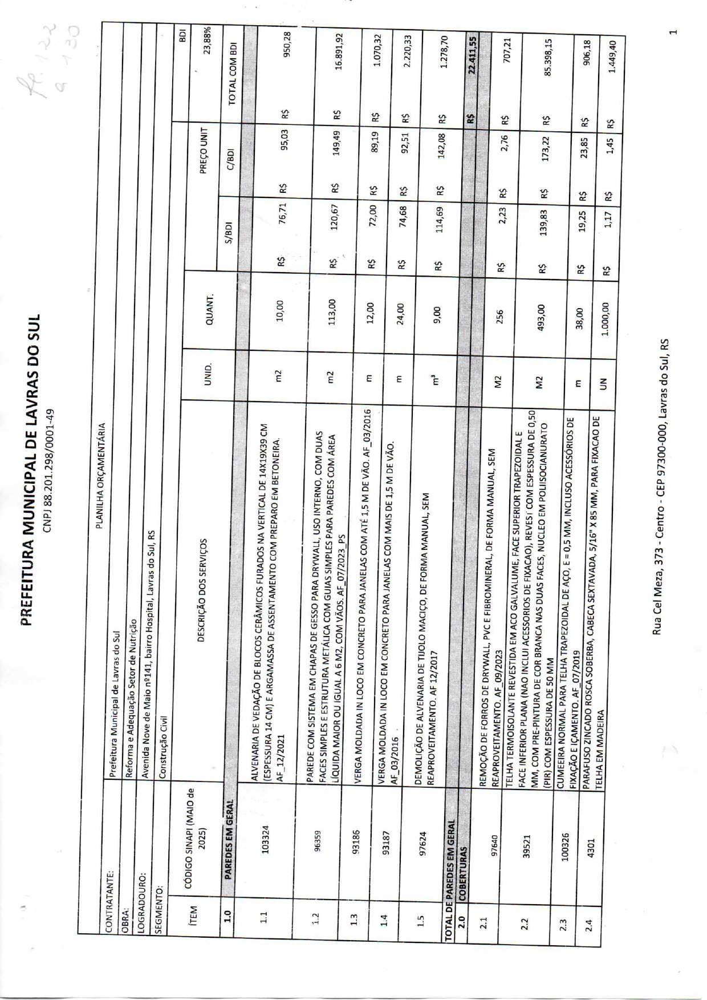 fl. 122
a 130
PREFEITURA MUNICIPAL DE LAVRAS DO SUL
CNPJ 88.201.298/0001-49
PLANILHA ORÇAMENTÁRIA
CONTRATANTE: Prefeitura Municipal de Lavras do Sul
OBRA: Reforma e Adequação Setor de Nutrição
LOGRADOURO: Avenida Nove de Maio nº141, bairro Hospital, Lavras do Sul, RS
SEGMENTO: Construção Civil
BDI
ÍTEM CÓDIGO SINAPI (MAIO de 2025) DESCRIÇÃO DOS SERVIÇOS UNID. QUANT. PREÇO UNIT 23,88%
S/BDI C/BDI TOTAL COM BDI
1.0 PAREDES EM GERAL
1.1 103324 ALVENARIA DE VEDAÇÃO DE BLOCOS CERÂMICOS FURADOS NA VERTICAL DE 14X19X39 CM
(ESPESSURA 14 CM) E ARGAMASSA DE ASSENTAMENTO COM PREPARO EM BETONEIRA.
AF_12/2021 m2 10,00 R$ 76,71 R$ 95,03 R$ 950,28
1.2 96359 PAREDE COM SISTEMA EM CHAPAS DE GESSO PARA DRYWALL, USO INTERNO, COM DUAS
FACES SIMPLES E ESTRUTURA METÁLICA COM GUIAS SIMPLES PARA PAREDES COM ÁREA
LÍQUIDA MAIOR OU IGUAL A 6 M2, COM VÃOS. AF_07/2023_PS m2 113,00 R$ 120,67 R$ 149,49 R$ 16.891,92
1.3 93186 VERGA MOLDADA IN LOCO EM CONCRETO PARA JANELAS COM ATÉ 1,5 M DE VÃO. AF_03/2016 m 12,00 R$ 72,00 R$ 89,19 R$ 1.070,32
1.4 93187 VERGA MOLDADA IN LOCO EM CONCRETO PARA JANELAS COM MAIS DE 1,5 M DE VÃO.
AF_03/2016 m 24,00 R$ 74,68 R$ 92,51 R$ 2.220,33
1.5 97624 DEMOLIÇÃO DE ALVENARIA DE TIJOLO MACIÇO, DE FORMA MANUAL, SEM
REAPROVEITAMENTO. AF 12/2017 m³ 9,00 R$ 114,69 R$ 142,08 R$ 1.278,70
TOTAL DE PAREDES EM GERAL R$ 22.411,55
2.0 COBERTURAS
2.1 97640 REMOÇÃO DE FORROS DE DRYWALL, PVC E FIBROMINERAL, DE FORMA MANUAL, SEM
REAPROVEITAMENTO. AF_09/2023 M2 256 R$ 2,23 R$ 2,76 R$ 707,21
2.2 39521 TELHA TERMOISOLANTE REVESTIDA EM ACO GALVALUME, FACE SUPERIOR TRAPEZOIDAL E
FACE INFERIOR PLANA (NAO INCLUI ACESSORIOS DE FIXACAO), REVEST COM ESPESSURA DE 0,50
MM, COM PRE-PINTURA DE COR BRANCA NAS DUAS FACES, NUCLEO EM POLIISOCIANURATO
(PIR) COM ESPESSURA DE 50 MM M2 493,00 R$ 139,83 R$ 173,22 R$ 85.398,15
2.3 100326 CUMEEIRA NORMAL PARA TELHA TRAPEZOIDAL DE AÇO, E = 0,5 MM, INCLUSO ACESSÓRIOS DE
FIXAÇÃO E IÇAMENTO. AF_07/2019 m 38,00 R$ 19,25 R$ 23,85 R$ 906,18
2.4 4301 PARAFUSO ZINCADO ROSCA SOBERBA, CABECA SEXTAVADA, 5/16" X 85 MM, PARA FIXACAO DE
TELHA EM MADEIRA UN 1.000,00 R$ 1,17 R$ 1,45 R$ 1.449,40
Rua Cel Meza, 373 - Centro - CEP 97300-000, Lavras do Sul, RS
1